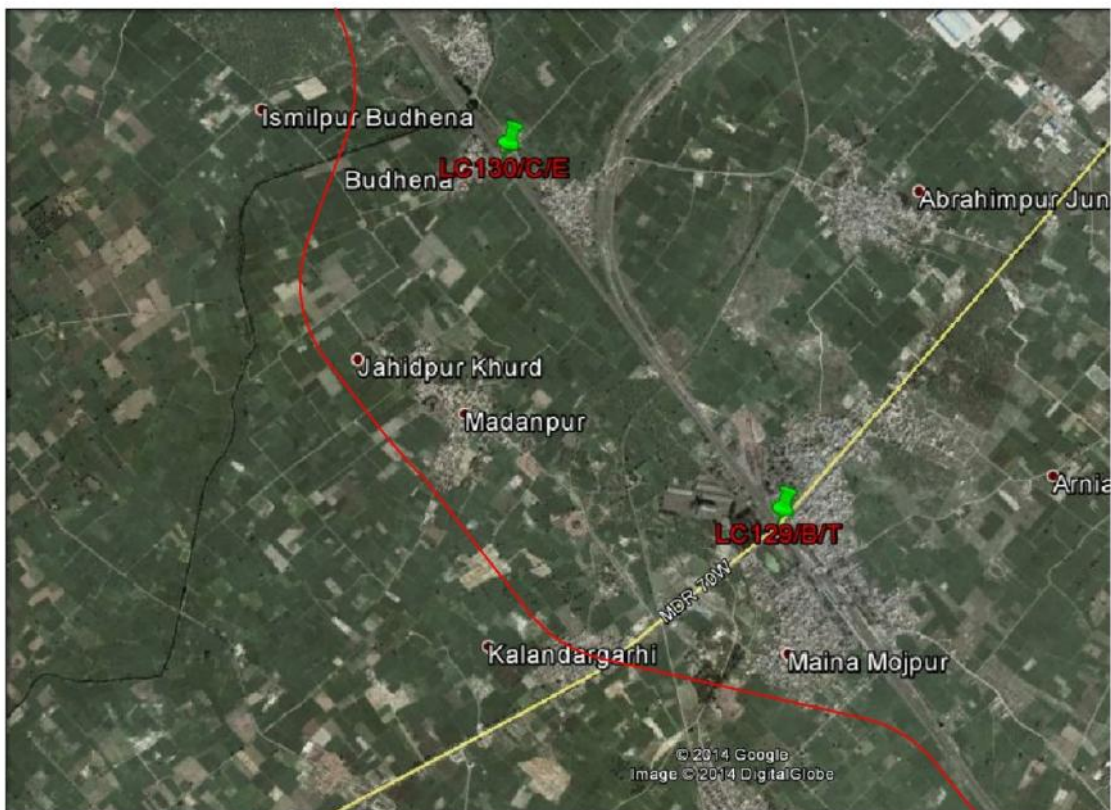 Ismilpur Budhena
LC130/C/E
Budhena
Abrahimpur Jun
Jahidpur Khurd
Madanpur
Arnia
LC129/B/T
MDR 70W
Kalandargarhi
Maina Mojpur
© 2014 Google
Image © 2014 DigitalGlobe